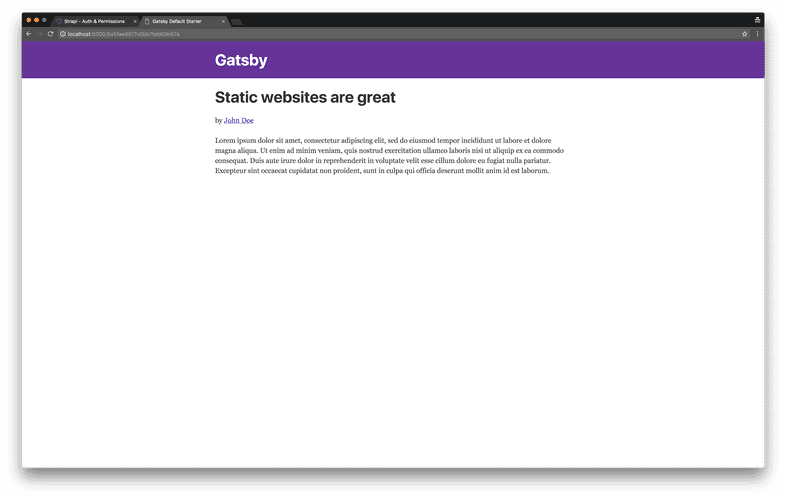 Strapi - Auth & Permissions
Gatsby Default Starter
Gatsby
Static websites are great
by John Doe
Lorem ipsum dolor sit amet, consectetur adipiscing elit, sed do eiusmod tempor incididunt ut labore et dolore
magna aliqua. Ut enim ad minim veniam, quis nostrud exercitation ullamco laboris nisi ut aliquip ex ea commodo
consequat. Duis aute irure dolor in reprehenderit in voluptate velit esse cillum dolore eu fugiat nulla pariatur.
Excepteur sint occaecat cupidatat non proident, sunt in culpa qui officia deserunt mollit anim id est laborum.